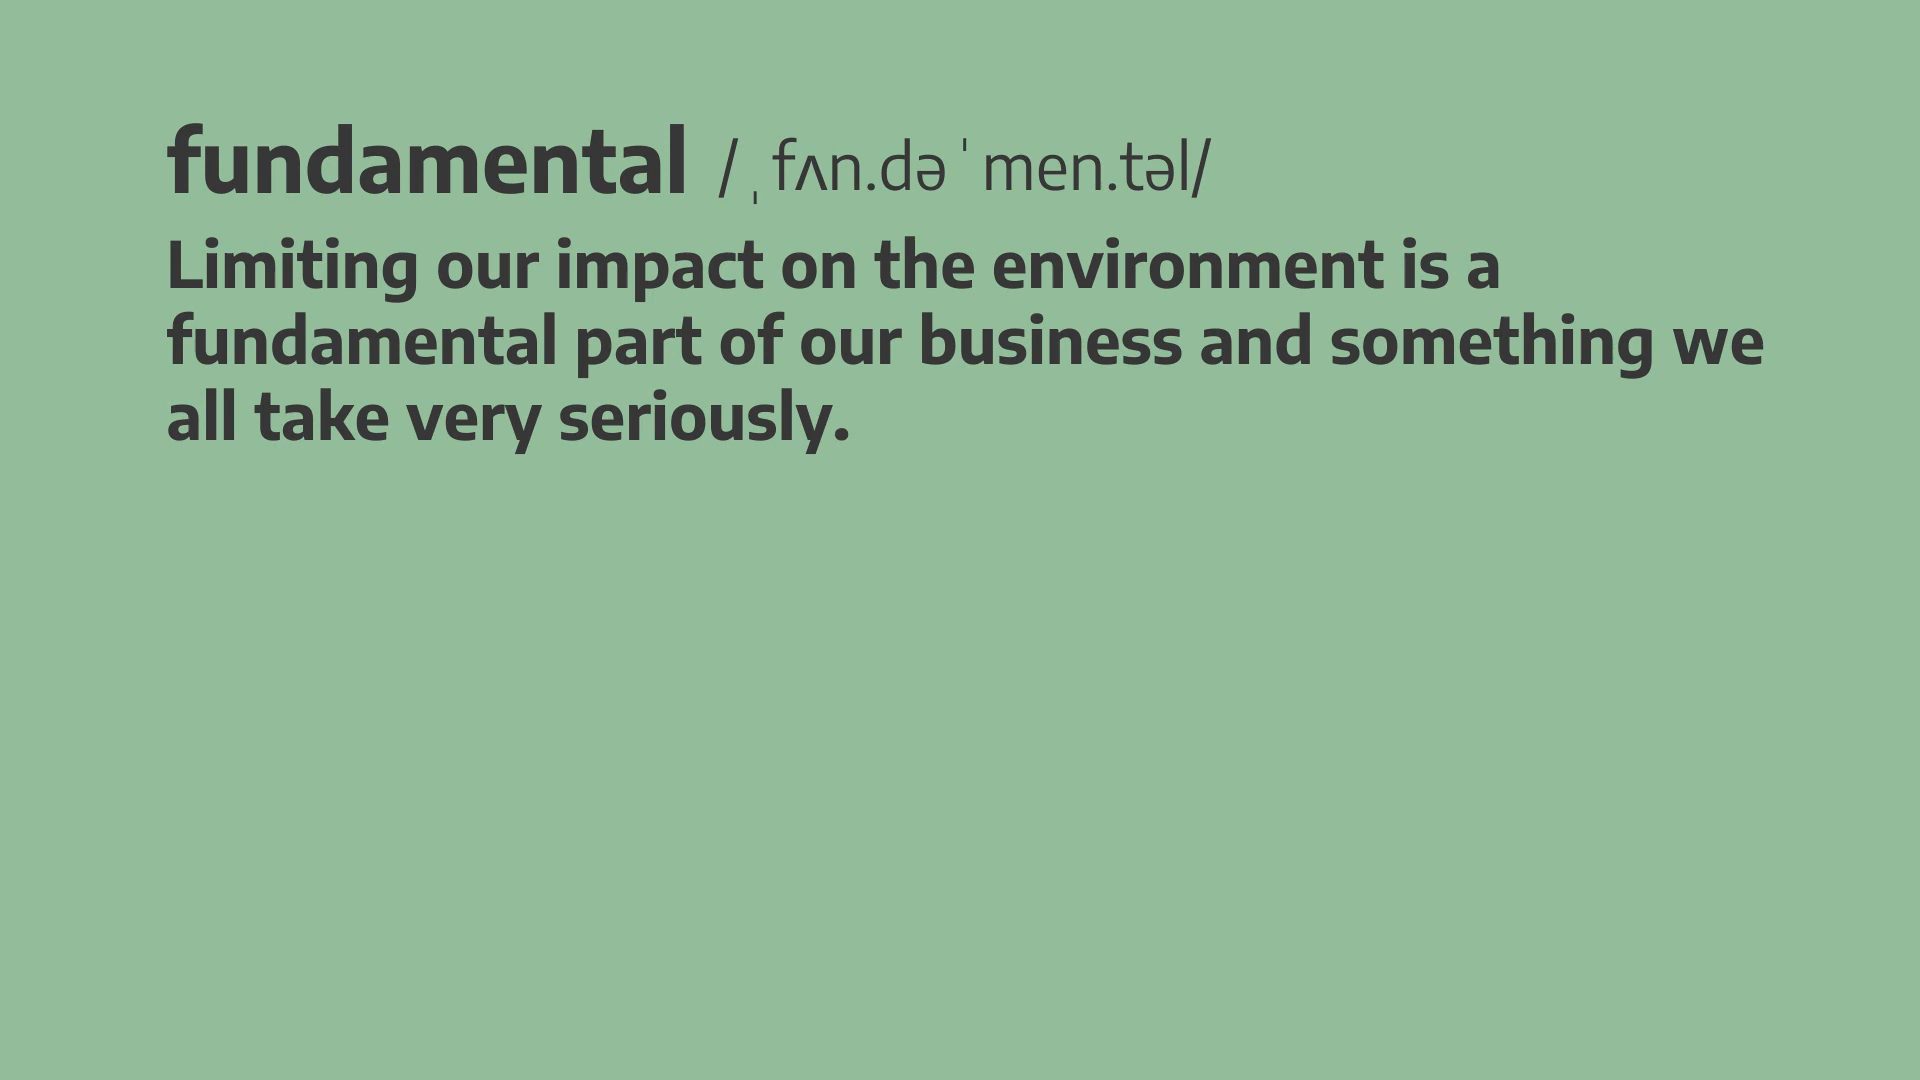 fundamental /ˌfʌn.dəˈmen.təl/
Limiting our impact on the environment is a
fundamental part of our business and something we
all take very seriously.